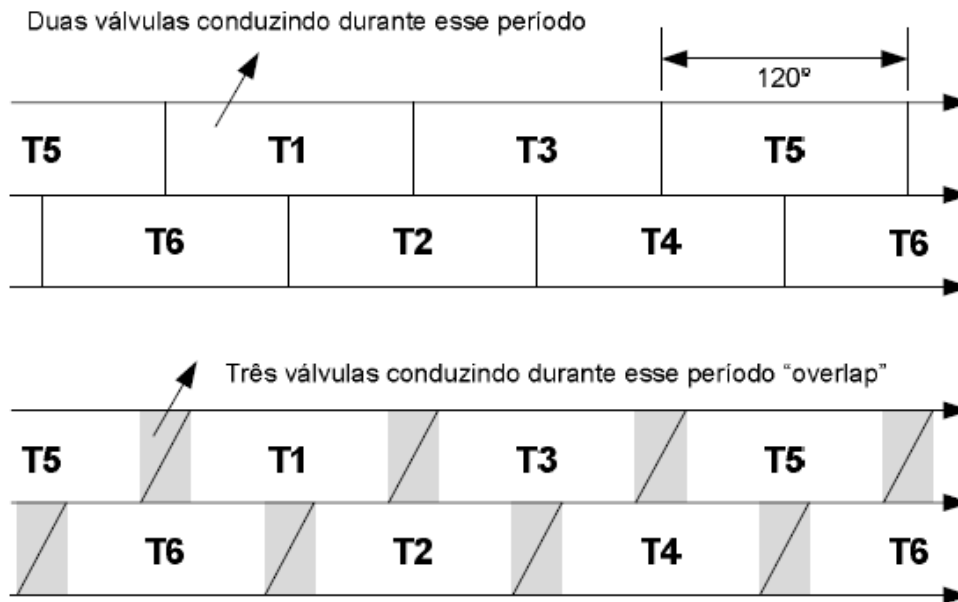 Duas válvulas conduzindo durante esse período
120º
T5 T1 T3 T5
T6 T2 T4 T6
Três válvulas conduzindo durante esse período “overlap”
T5 T1 T3 T5
T6 T2 T4 T6